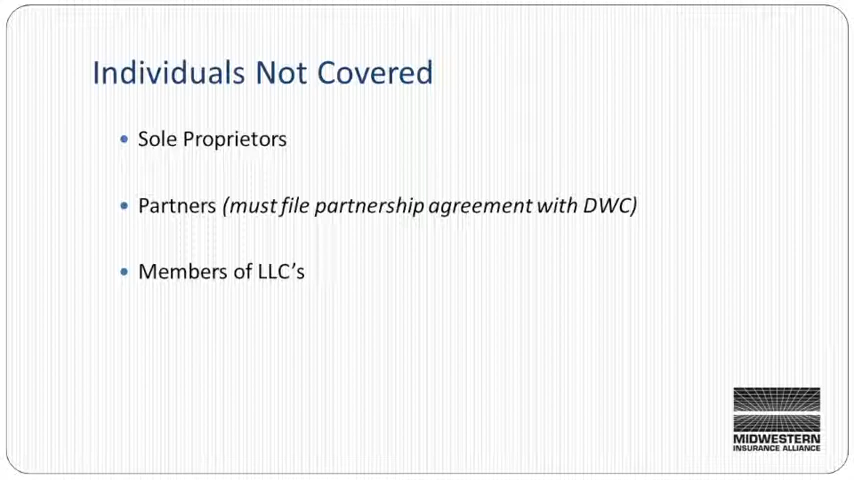 Individuals Not Covered
• Sole Proprietors
• Partners (must file partnership agreement with DWC)
• Members of LLC’s
MIDWESTERN
INSURANCE ALLIANCE